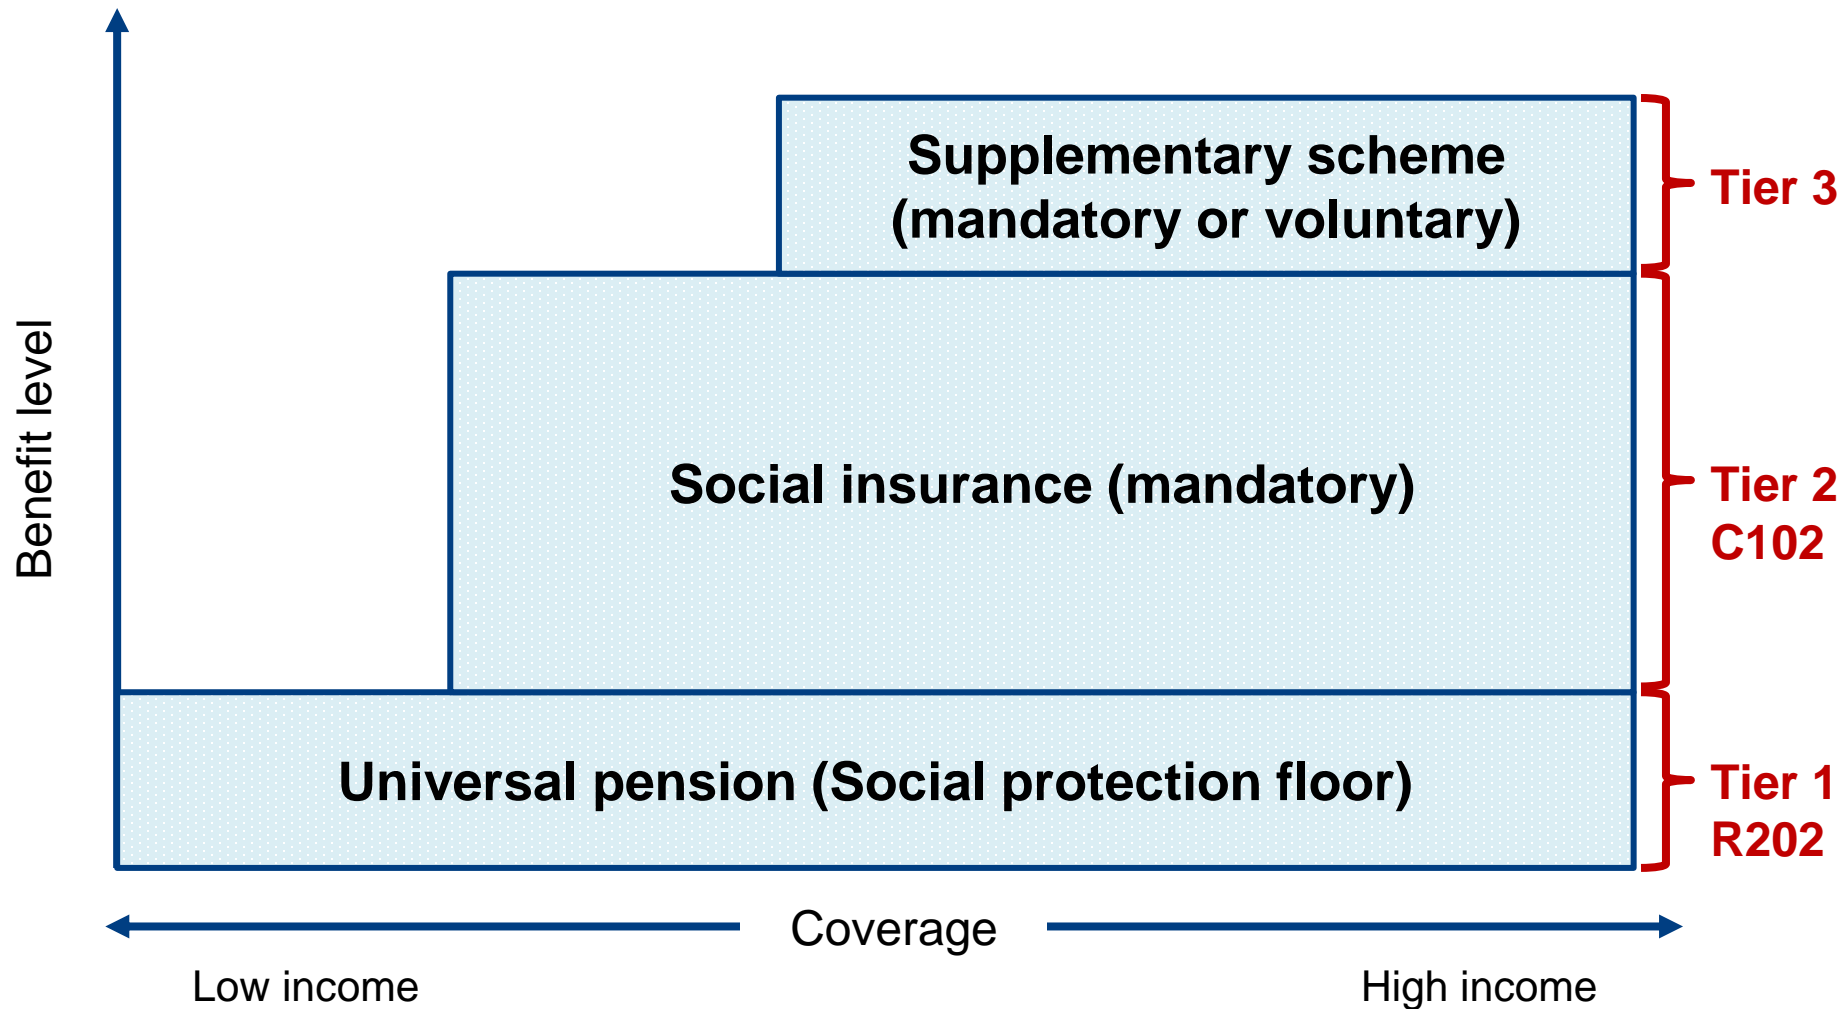 Supplementary scheme
(mandatory or voluntary)
Tier 3
Benefit level
Social insurance (mandatory)
Tier 2
C102
Universal pension (Social protection floor)
Tier 1
R202
Coverage
Low income
High income